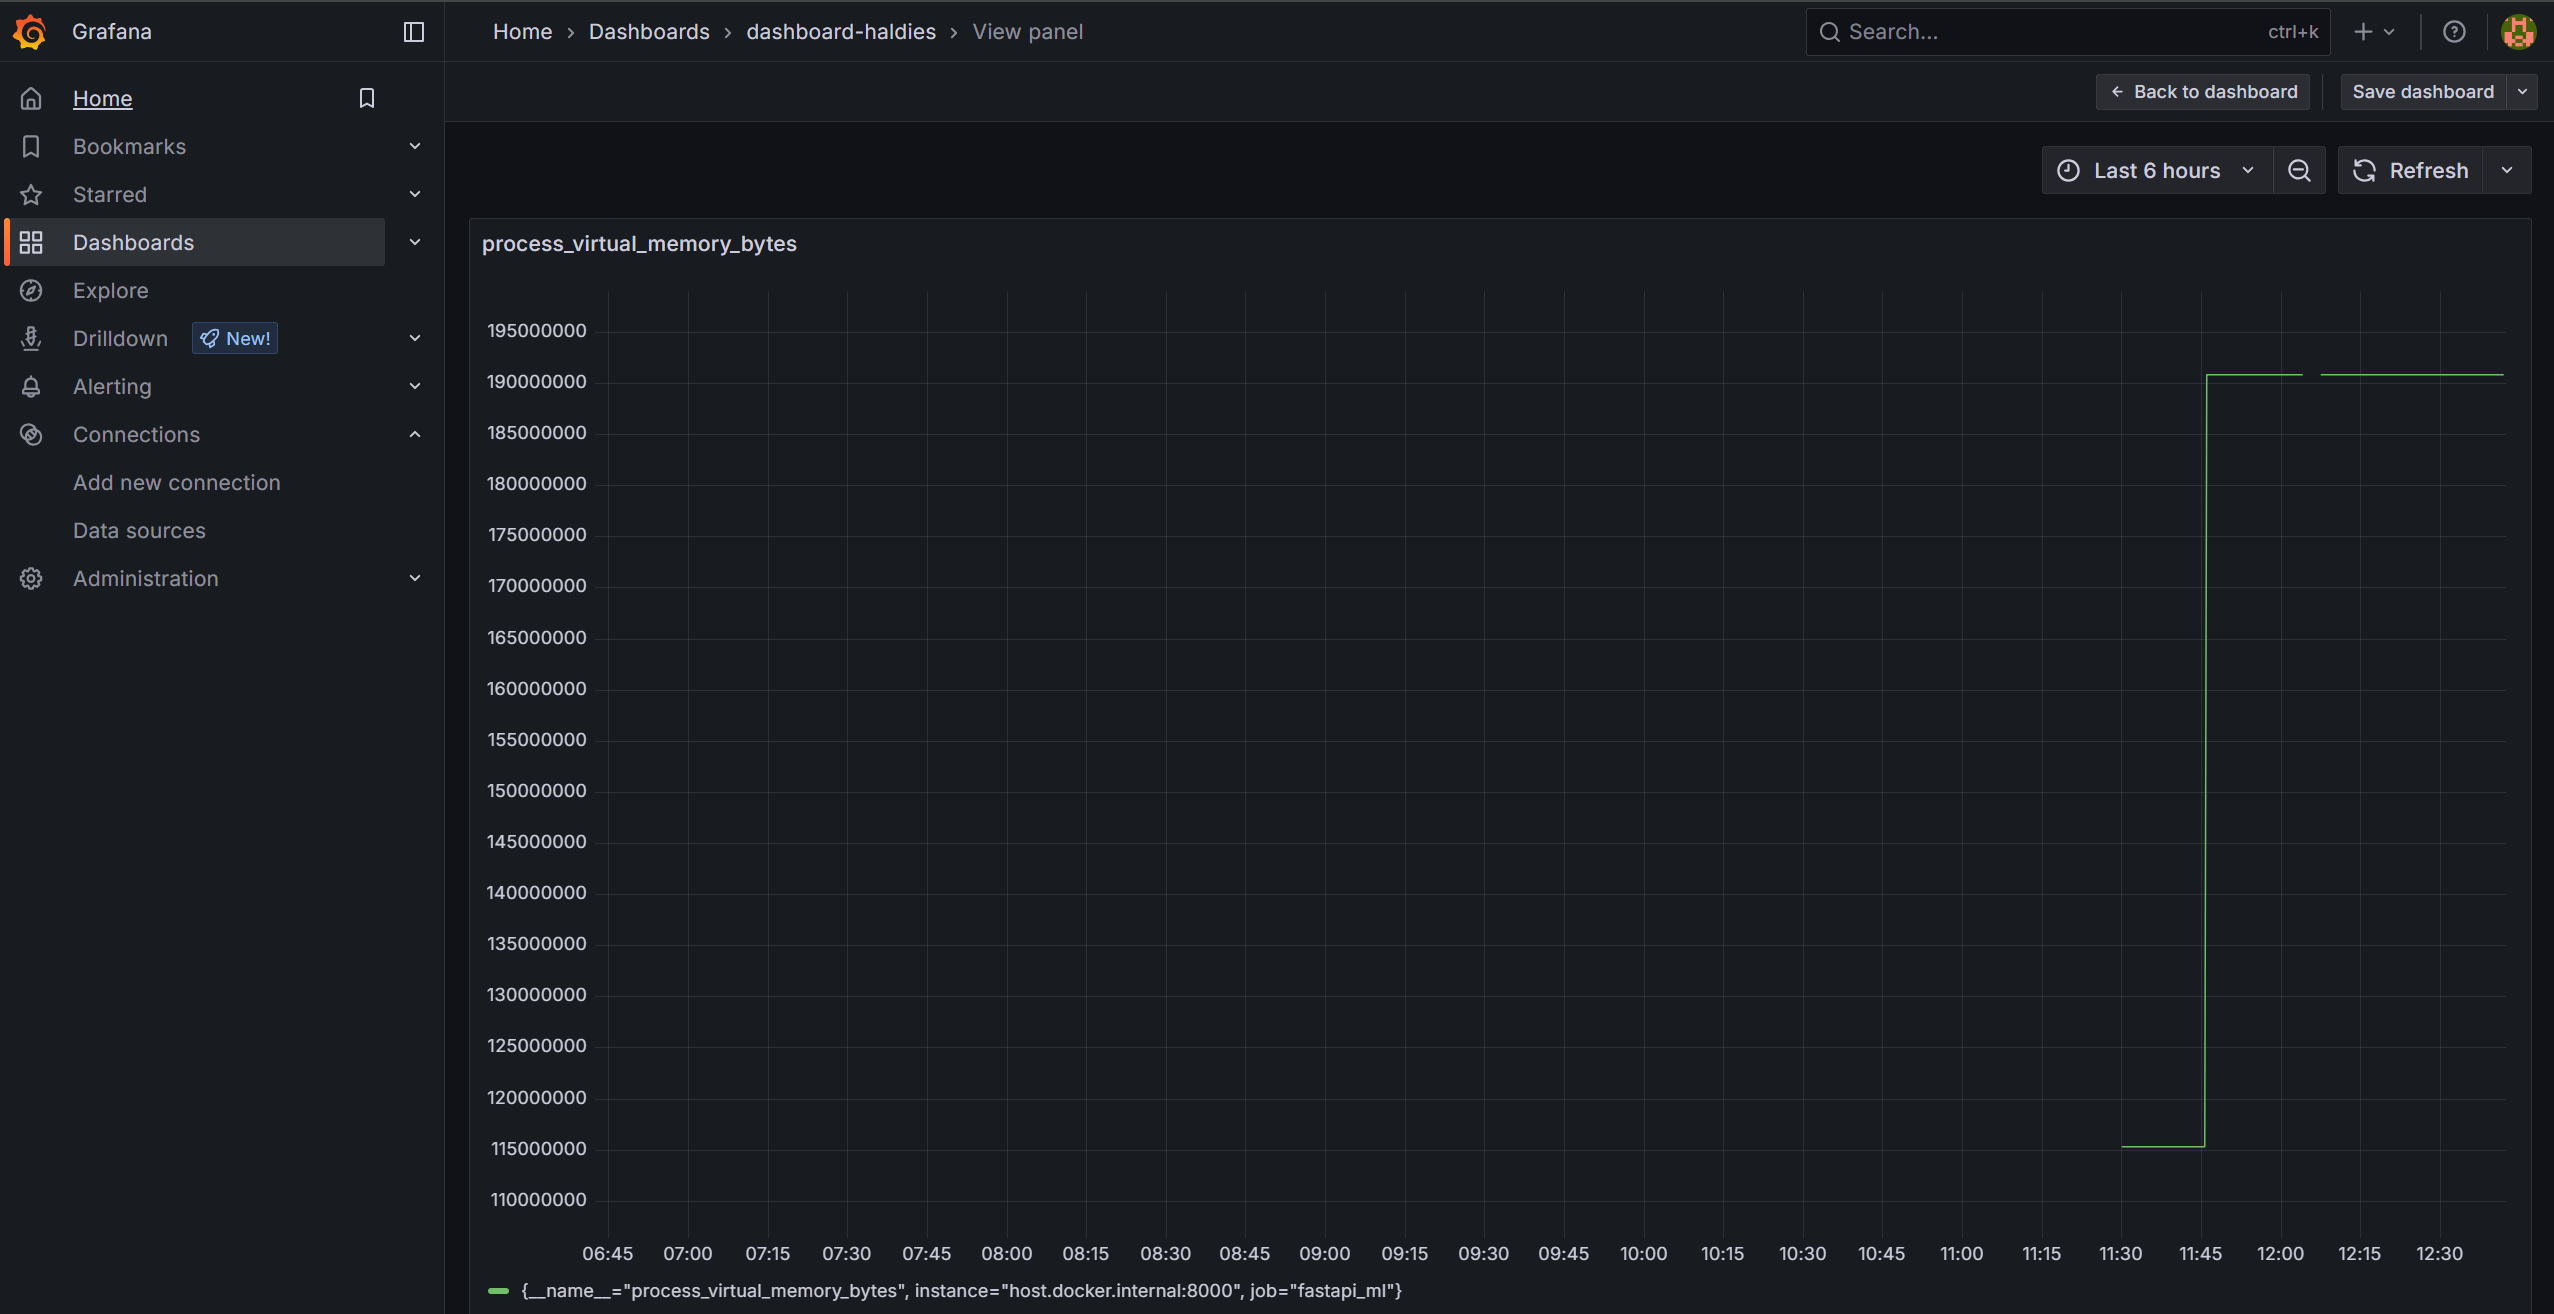 Grafana
Home › Dashboards › dashboard-haldies › View panel
Search...
ctrl+k
Home
Bookmarks
Starred
Dashboards
Explore
Drilldown
New!
Alerting
Connections
Add new connection
Data sources
Administration
Back to dashboard
Save dashboard
Last 6 hours
Refresh
process_virtual_memory_bytes
195000000
190000000
185000000
180000000
175000000
170000000
165000000
160000000
155000000
150000000
145000000
140000000
135000000
130000000
125000000
120000000
115000000
110000000
06:45 07:00 07:15 07:30 07:45 08:00 08:15 08:30 08:45 09:00 09:15 09:30 09:45 10:00 10:15 10:30 10:45 11:00 11:15 11:30 11:45 12:00 12:15 12:30
{__name__="process_virtual_memory_bytes", instance="host.docker.internal:8000", job="fastapi_ml"}